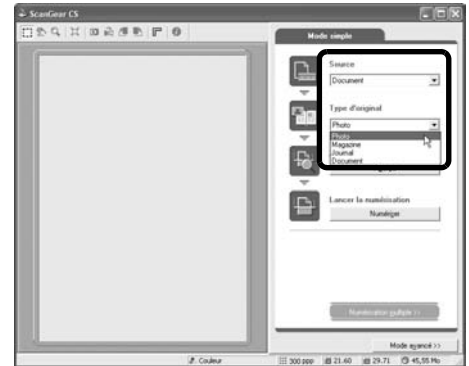 ScanGear CS
Mode simple
Source
Document
Type d'original
Photo
Photo
Magazine
Journal
Document
Lancer la numérisation
Numériser
Numérisation multiple >>
Mode avancé >>
Couleur
300 ppp
21.60
29.71
45,55 Mo